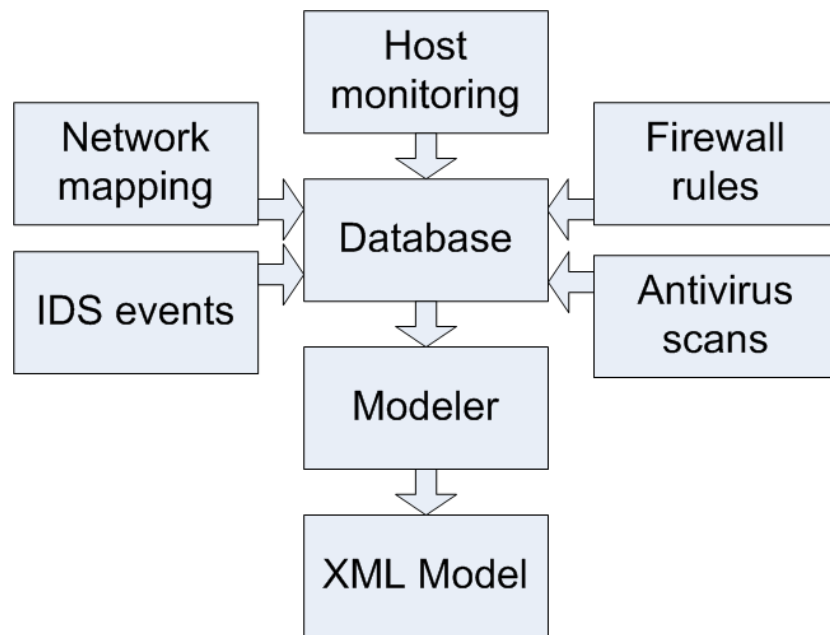 Host
monitoring
Network
mapping
Firewall
rules
Database
IDS events
Antivirus
scans
Modeler
XML Model